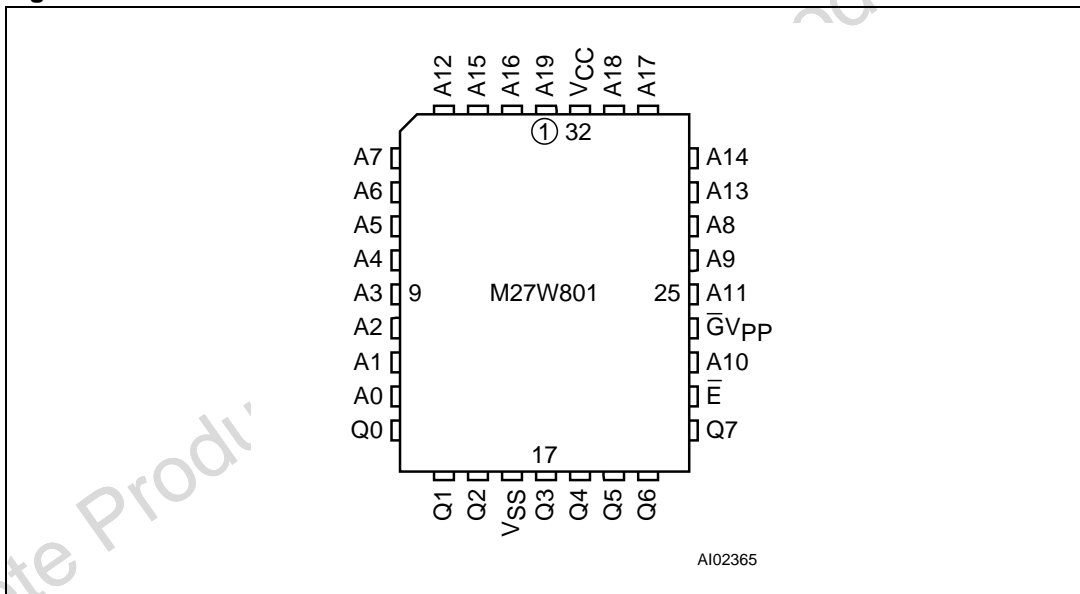 A12 A15 A16 A19 VCC A18 A17
1 32
A7 A14
A6 A13
A5 A8
A4 A9
A3 9 M27W801 25 A11
A2 G̅VPP
A1 A10
A0 E̅
Q0 Q7
17
Q1 Q2 VSS Q3 Q4 Q5 Q6
AI02365